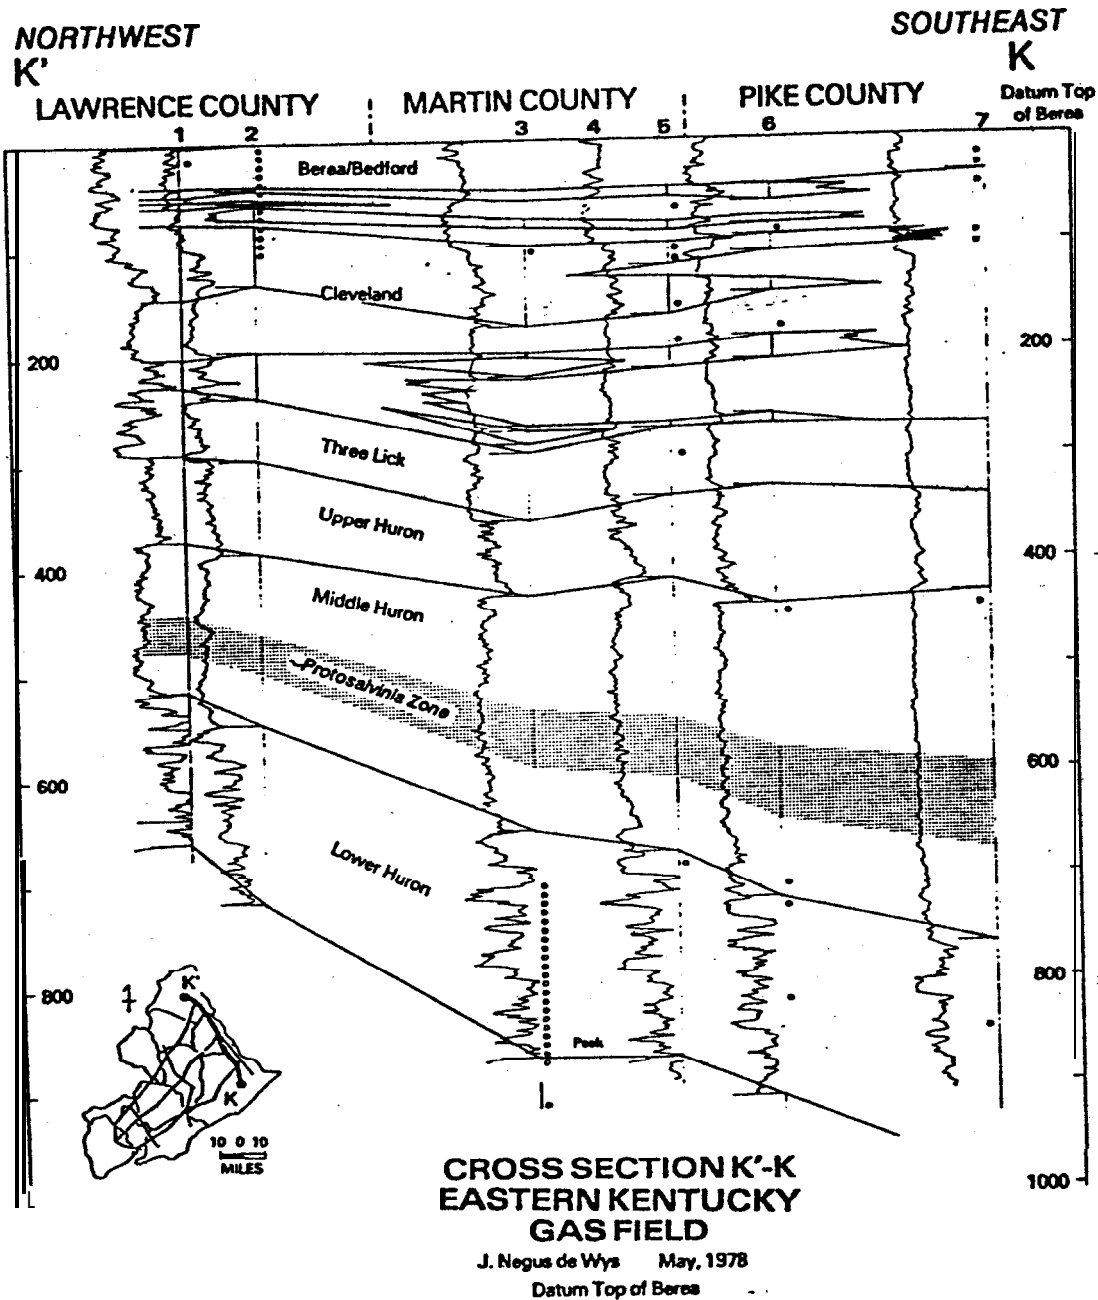 NORTHWEST
SOUTHEAST
K'
K
LAWRENCE COUNTY
MARTIN COUNTY
PIKE COUNTY
Datum Top
of Berea
1
2
3
4
5
6
7
Berea/Bedford
Cleveland
200
200
Three Lick
Upper Huron
400
400
Middle Huron
Protosalvinia Zone
600
600
Lower Huron
800
800
K'
Peek
K
10 0 10
MILES
1000
CROSS SECTION K'-K
EASTERN KENTUCKY
GAS FIELD
J. Negus de Wys May, 1978
Datum Top of Berea